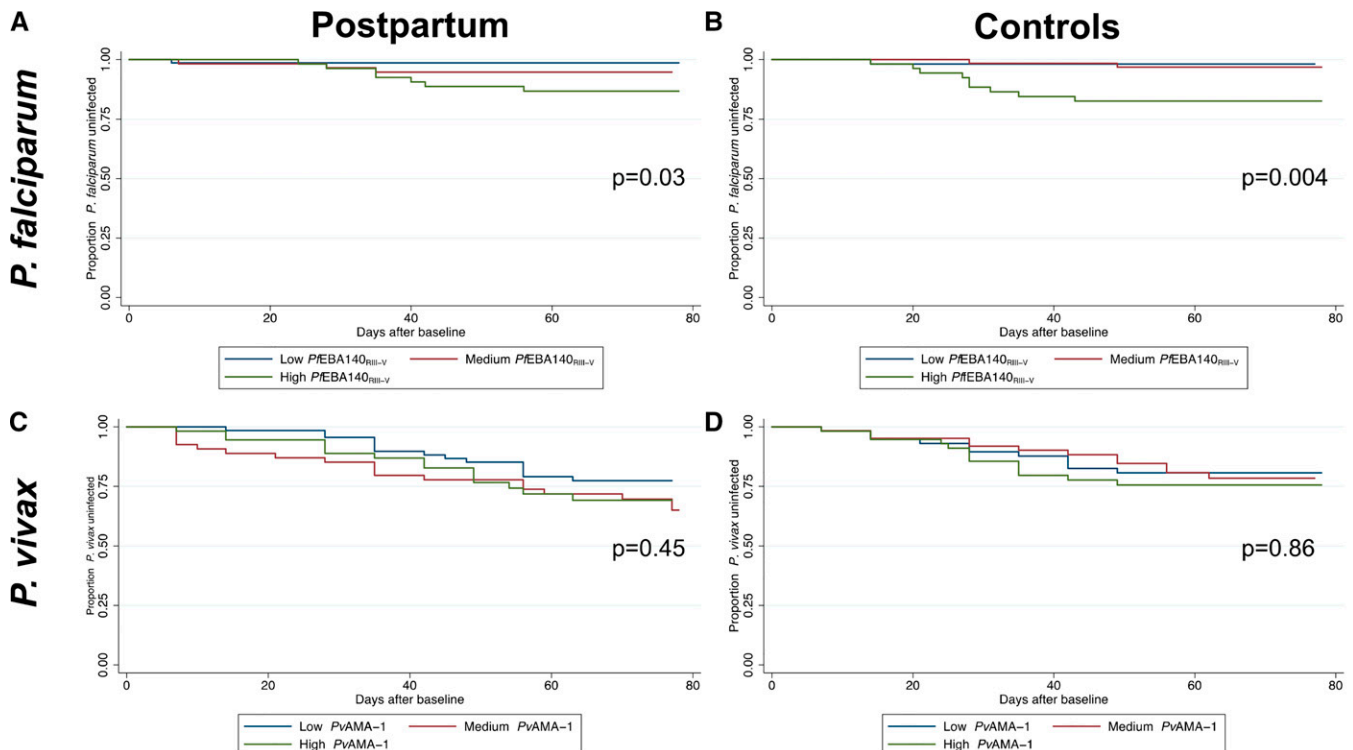 Postpartum
Controls
P. falciparum
P. vivax
A
Proportion P. falciparum uninfected
1.00
0.75
0.50
0.25
0.00
p=0.03
0 20 40 60 80
Days after baseline
Low PfEBA140RIII-V Medium PfEBA140RIII-V
High PfEBA140RIII-V
B
Proportion P. falciparum uninfected
1.00
0.75
0.50
0.25
0.00
p=0.004
0 20 40 60 80
Days after baseline
Low PfEBA140RIII-V Medium PfEBA140RIII-V
High PfEBA140RIII-V
C
Proportion P. vivax uninfected
1.00
0.75
0.50
0.25
0.00
p=0.45
0 20 40 60 80
Days after baseline
Low PvAMA-1 Medium PvAMA-1
High PvAMA-1
D
Proportion P. vivax uninfected
1.00
0.75
0.50
0.25
0.00
p=0.86
0 20 40 60 80
Days after baseline
Low PvAMA-1 Medium PvAMA-1
High PvAMA-1